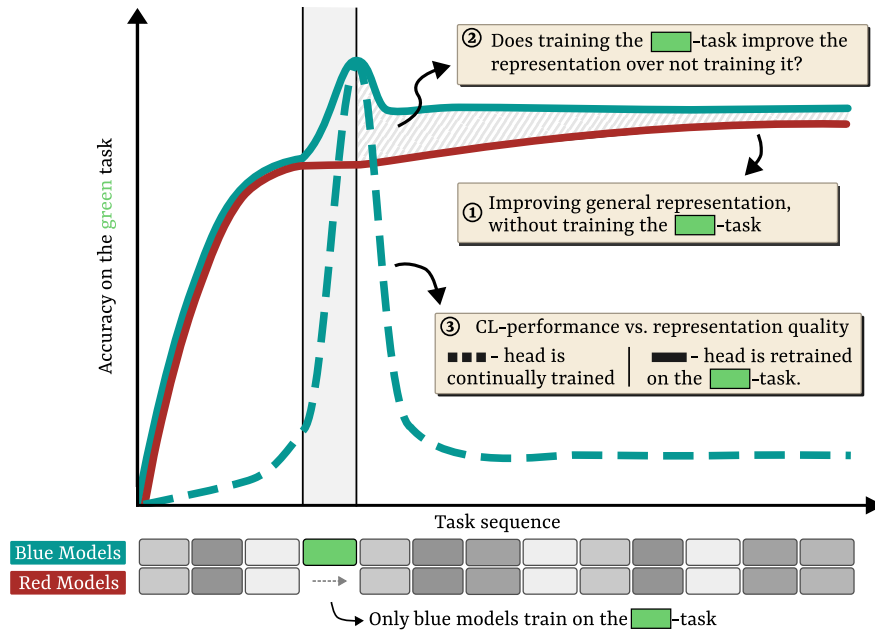 ② Does training the -task improve the
representation over not training it?
Accuracy on the green task
① Improving general representation,
without training the -task
③ CL-performance vs. representation quality
- head is
continually trained
- head is retrained
on the -task.
Task sequence
Blue Models
Red Models
Only blue models train on the -task